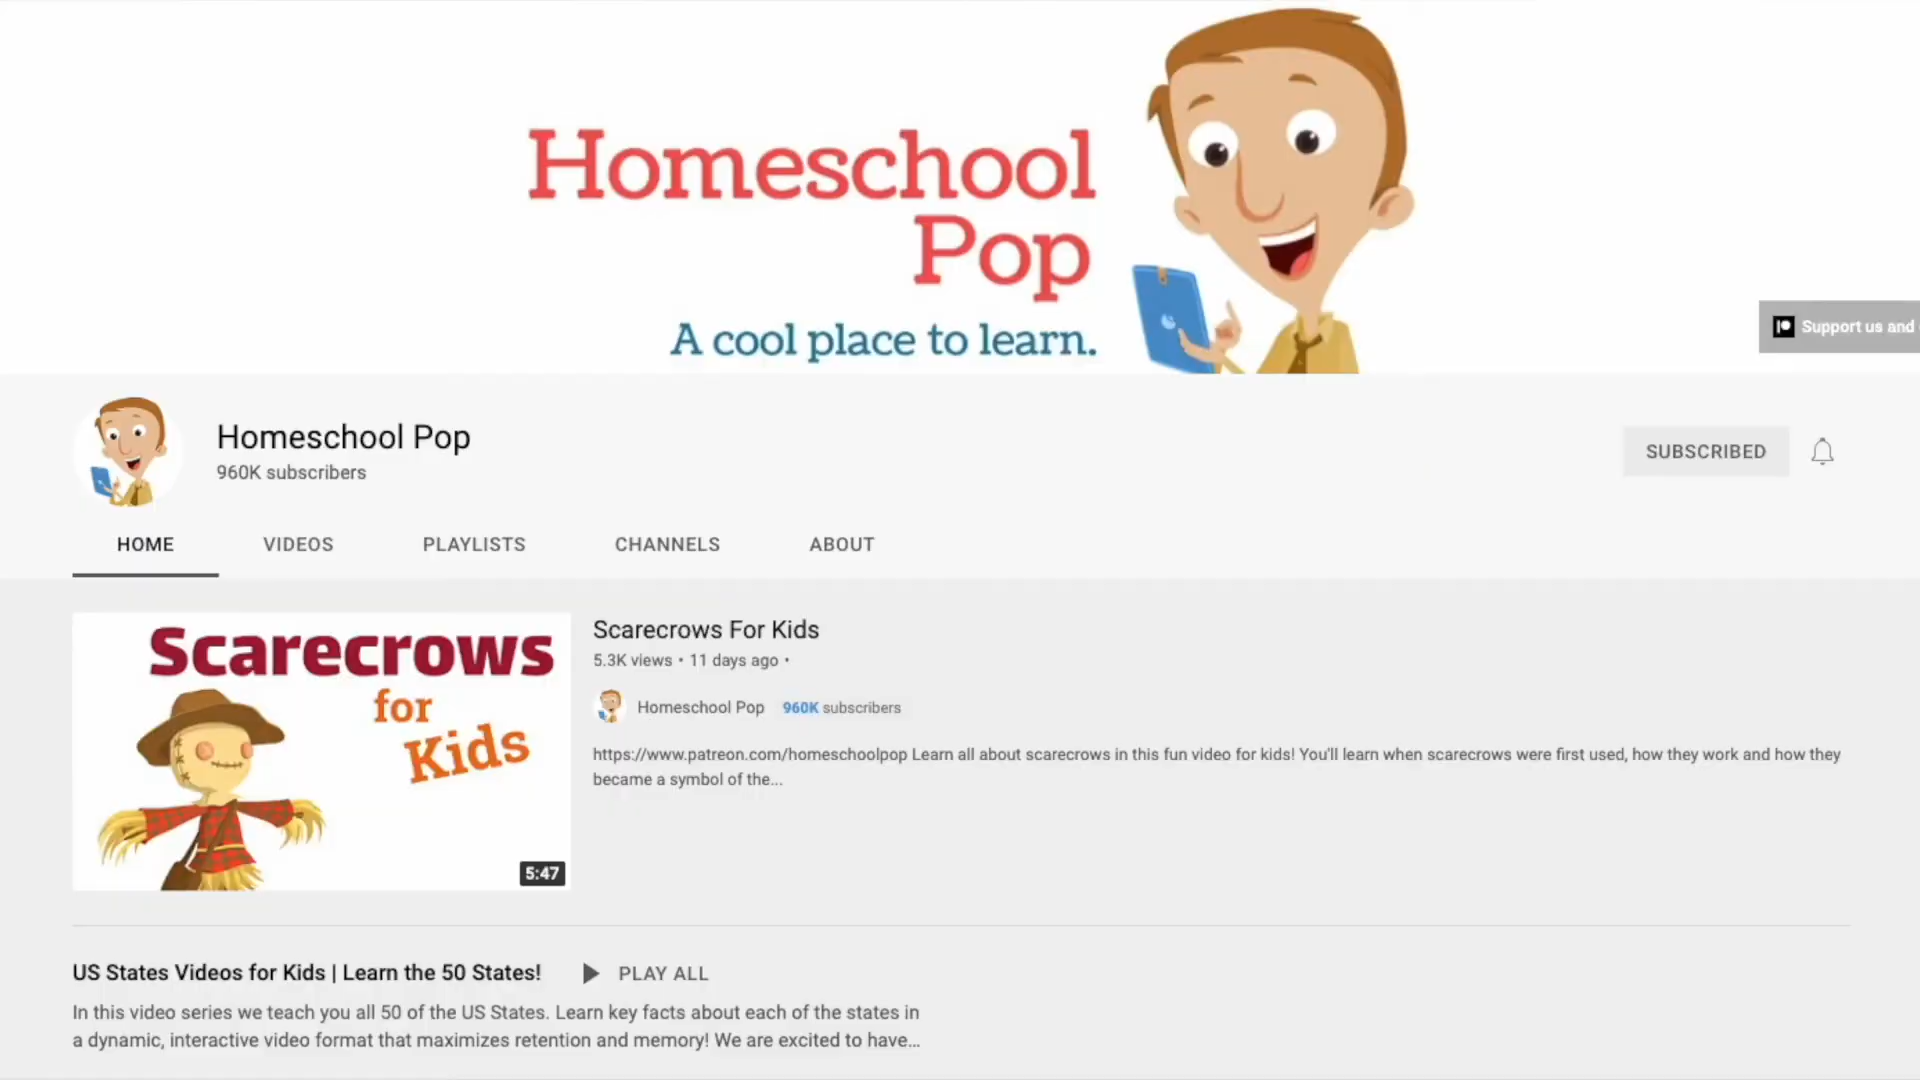 Homeschool
Pop
A cool place to learn.
Support us and
Homeschool Pop
960K subscribers
SUBSCRIBED
HOME
VIDEOS
PLAYLISTS
CHANNELS
ABOUT
Scarecrows
for
Kids
5:47
Scarecrows For Kids
5.3K views • 11 days ago •
Homeschool Pop
960K subscribers
https://www.patreon.com/homeschoolpop Learn all about scarecrows in this fun video for kids! You'll learn when scarecrows were first used, how they work and how they
became a symbol of the...
US States Videos for Kids | Learn the 50 States!
PLAY ALL
In this video series we teach you all 50 of the US States. Learn key facts about each of the states in
a dynamic, interactive video format that maximizes retention and memory! We are excited to have...